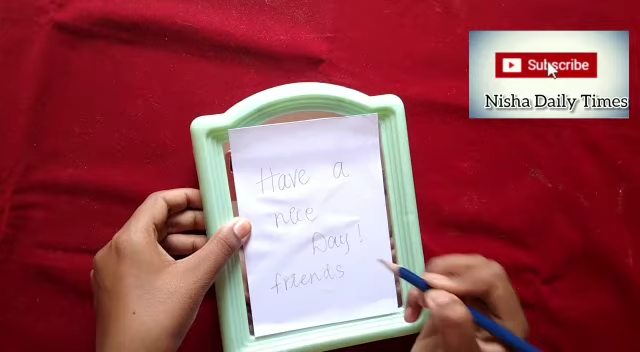 Subscribe
Nisha Daily Times
Have a
nice
Day!
friends